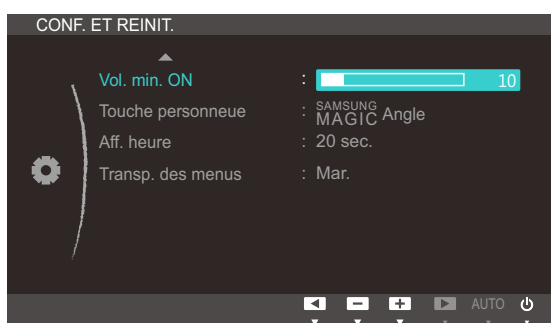 CONF. ET REINIT.
Vol. min. ON : 10
Touche personneue : SAMSUNG MAGIC Angle
Aff. heure : 20 sec.
Transp. des menus : Mar.
AUTO